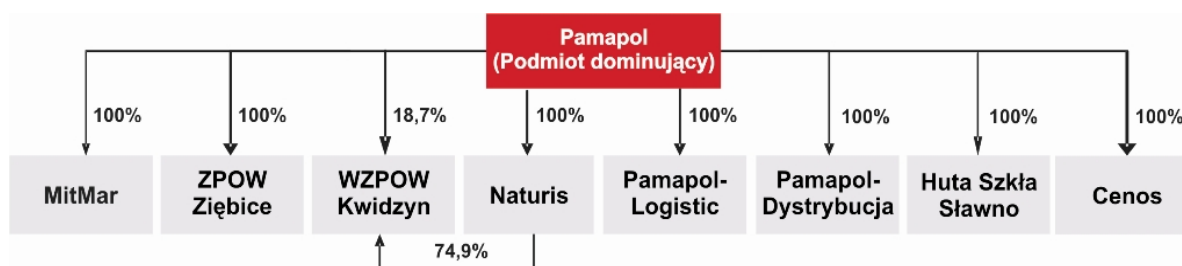 Pamapol
(Podmiot dominujący)
100%
100%
18,7%
100%
100%
100%
100%
100%
MitMar
ZPOW
Ziębice
WZPOW
Kwidzyn
Naturis
Pamapol-
Logistic
Pamapol-
Dystrybucja
Huta Szkła
Sławno
Cenos
74,9%